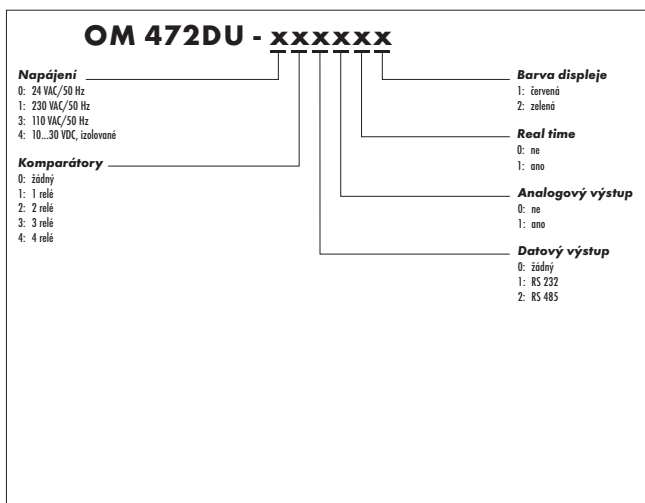 OM 472DU - xxxxxx
Napájení
0: 24 VAC/50 Hz
1: 230 VAC/50 Hz
3: 110 VAC/50 Hz
4: 10...30 VDC, izolované
Komparátory
0: žádný
1: 1 relé
2: 2 relé
3: 3 relé
4: 4 relé
Barva displeje
1: červená
2: zelená
Real time
0: ne
1: ano
Analogový výstup
0: ne
1: ano
Datový výstup
0: žádný
1: RS 232
2: RS 485